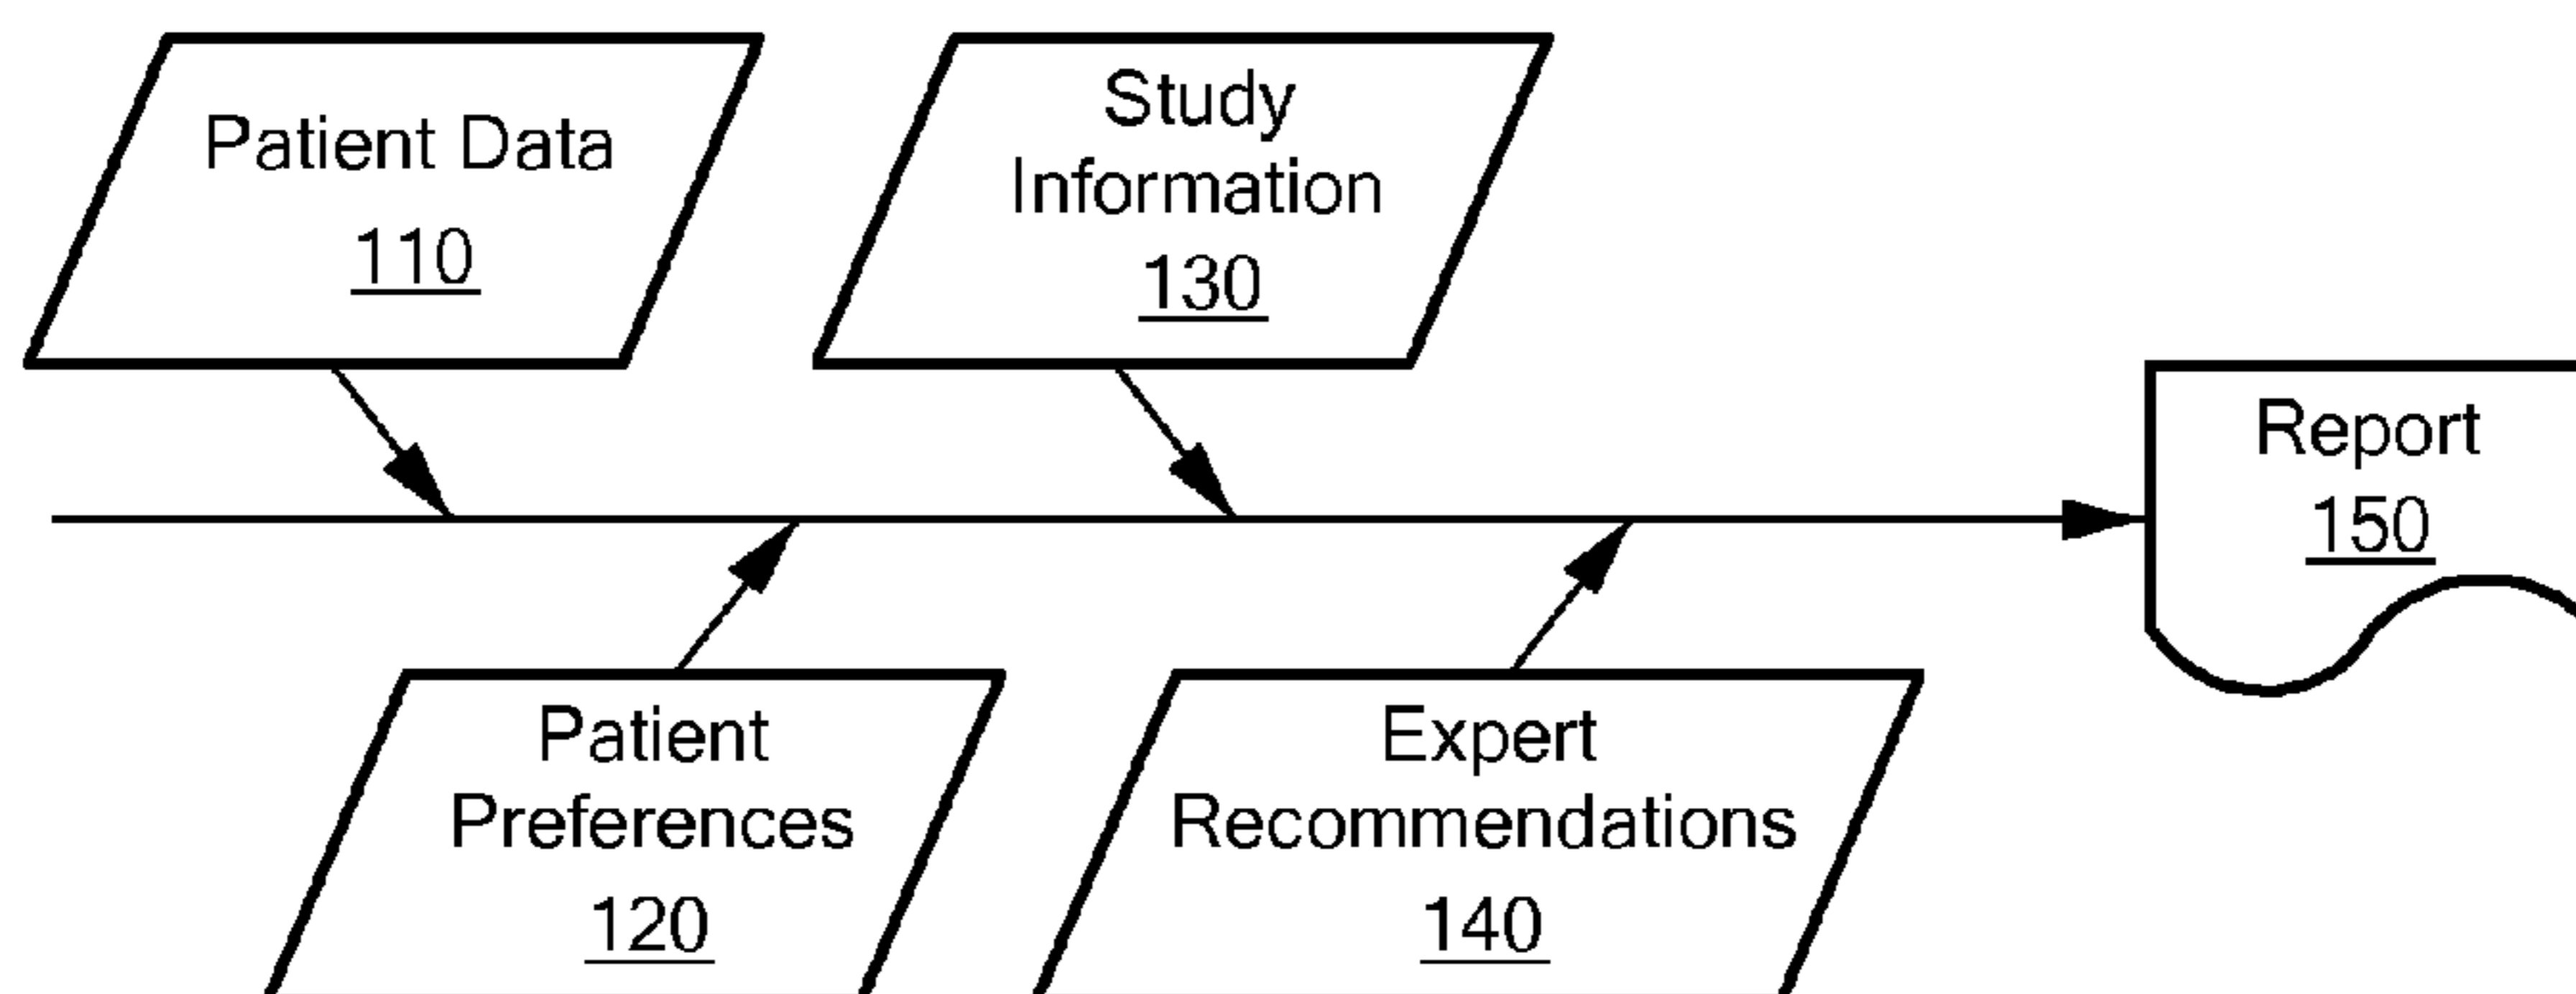 Patient Data
110
Study
Information
130
Report
150
Patient
Preferences
120
Expert
Recommendations
140